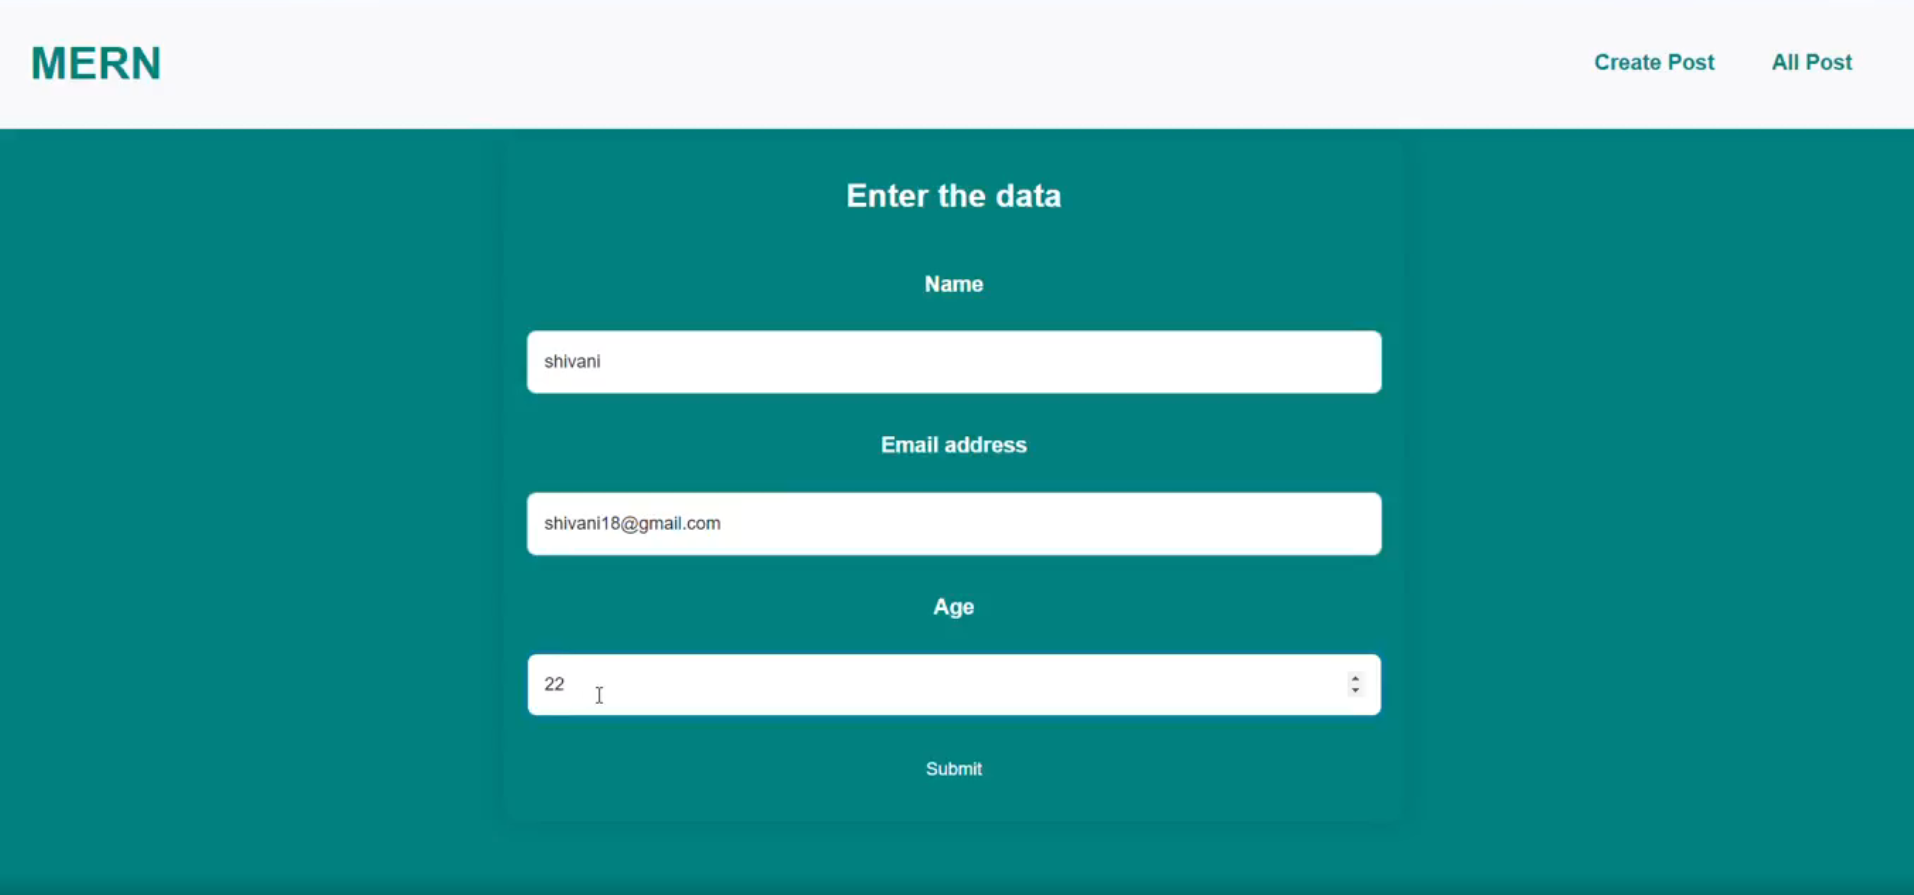 MERN
Create Post
All Post
Enter the data
Name
shivani
Email address
shivani18@gmail.com
Age
22
Submit